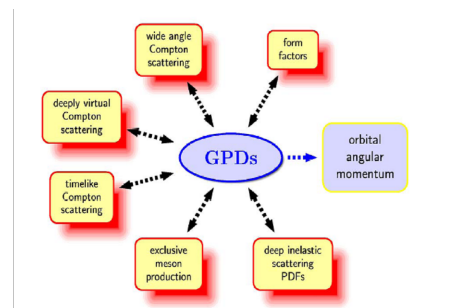 wide angle
Compton
scattering
form
factors
deeply virtual
Compton
scattering
GPDs
orbital
angular
momentum
timelike
Compton
scattering
exclusive
meson
production
deep inelastic
scattering
PDFs